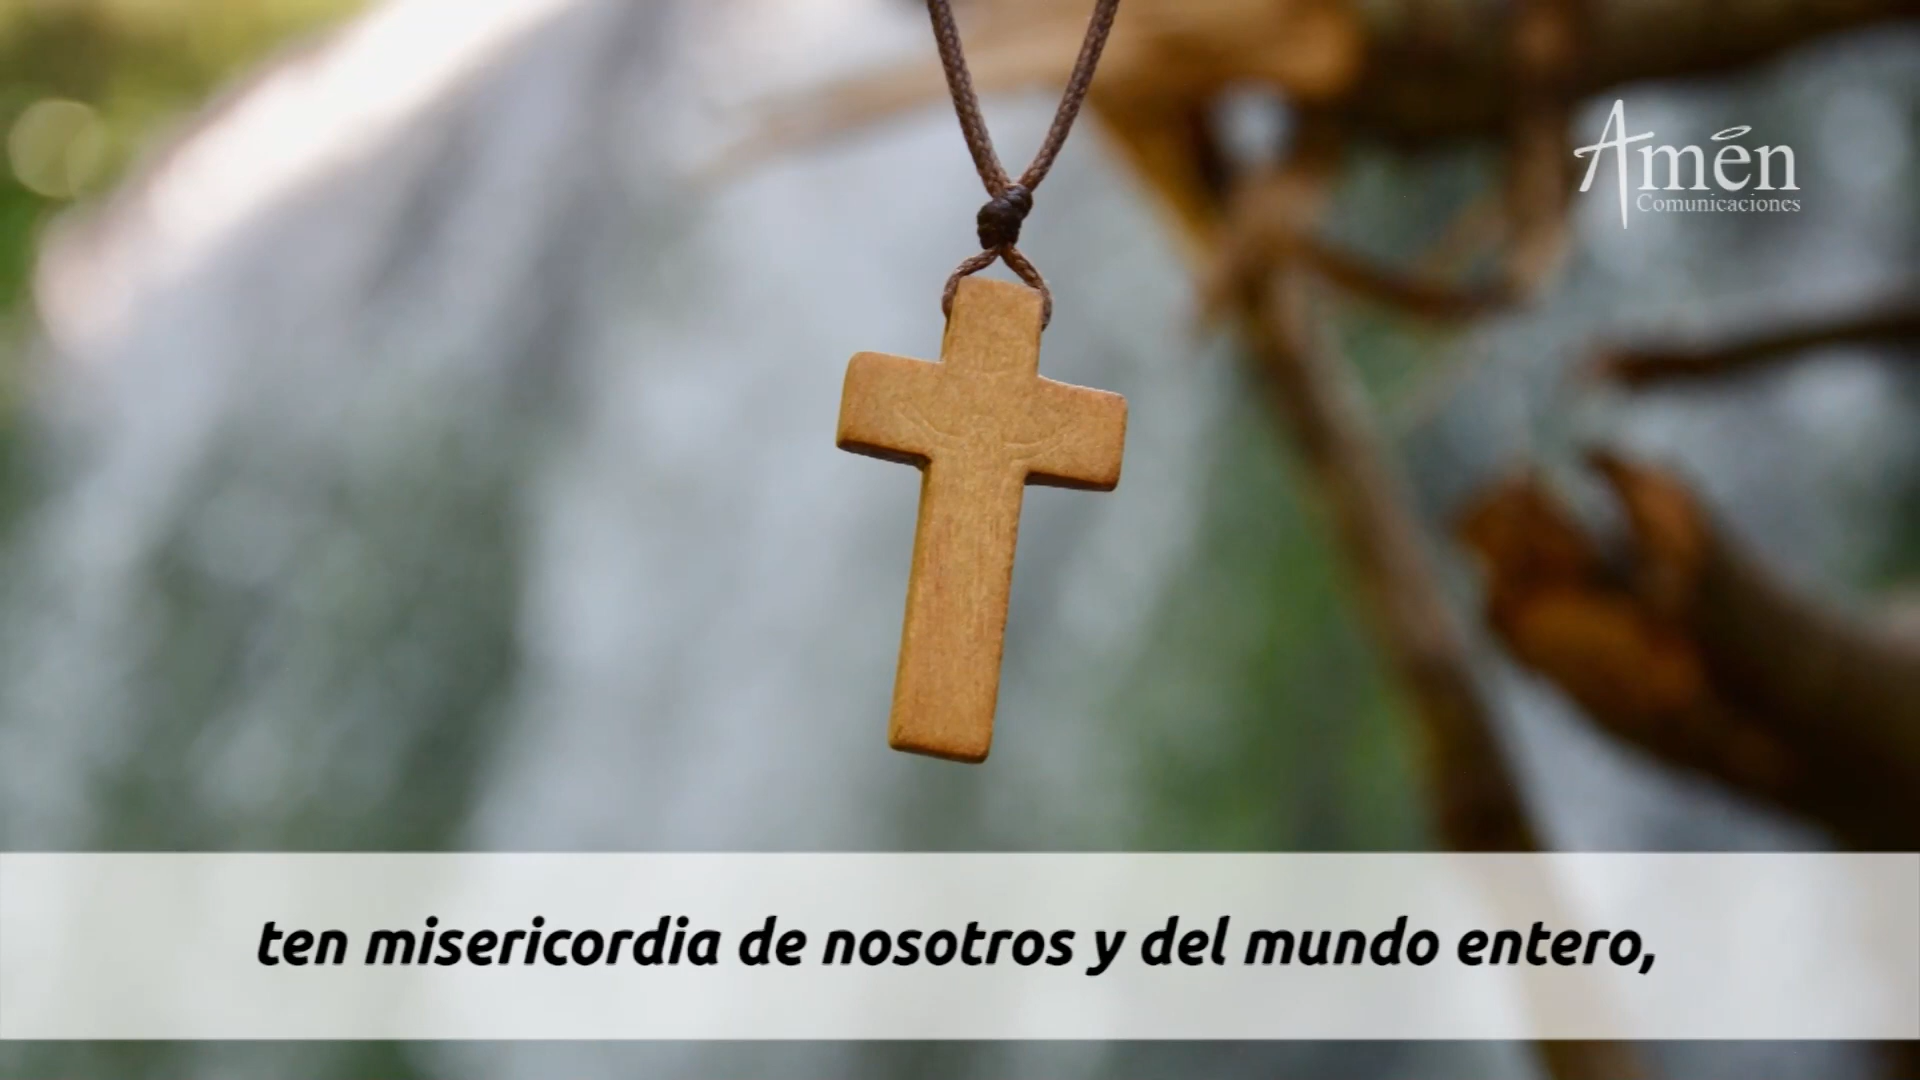 Amén
Comunicaciones
ten misericordia de nosotros y del mundo entero,